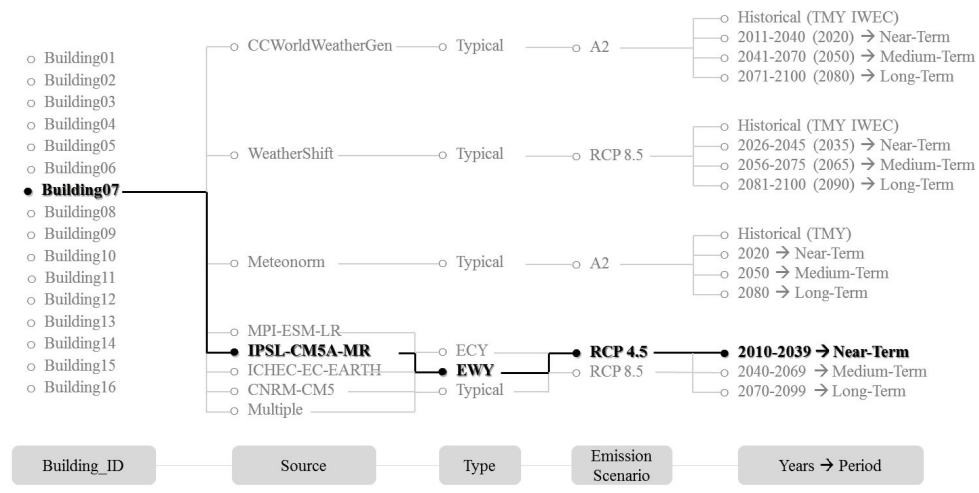 Building01
Building02
Building03
Building04
Building05
Building06
Building07
Building08
Building09
Building10
Building11
Building12
Building13
Building14
Building15
Building16
CCWorldWeatherGen
Typical
A2
Historical (TMY IWEC)
2011-2040 (2020) → Near-Term
2041-2070 (2050) → Medium-Term
2071-2100 (2080) → Long-Term
WeatherShift
Typical
RCP 8.5
Historical (TMY IWEC)
2026-2045 (2035) → Near-Term
2056-2075 (2065) → Medium-Term
2081-2100 (2090) → Long-Term
Meteonorm
Typical
A2
Historical (TMY)
2020 → Near-Term
2050 → Medium-Term
2080 → Long-Term
MPI-ESM-LR
IPSL-CM5A-MR
ICHEC-EC-EARTH
CNRM-CM5
Multiple
ECY
EWY
Typical
RCP 4.5
RCP 8.5
2010-2039 → Near-Term
2040-2069 → Medium-Term
2070-2099 → Long-Term
Building_ID
Source
Type
Emission
Scenario
Years → Period